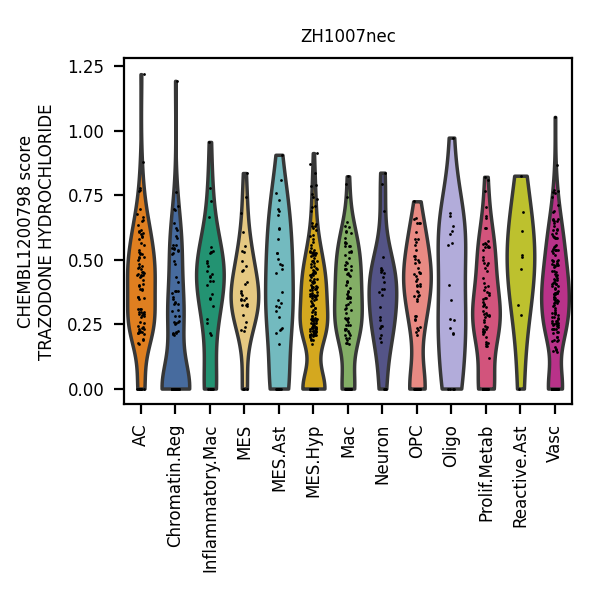 ZH1007nec
CHEMBL1200798 score
TRAZODONE HYDROCHLORIDE
1.25
1.00
0.75
0.50
0.25
0.00
AC
Chromatin.Reg
Inflammatory.Mac
MES
MES.Ast
MES.Hyp
Mac
Neuron
OPC
Oligo
Prolif.Metab
Reactive.Ast
Vasc